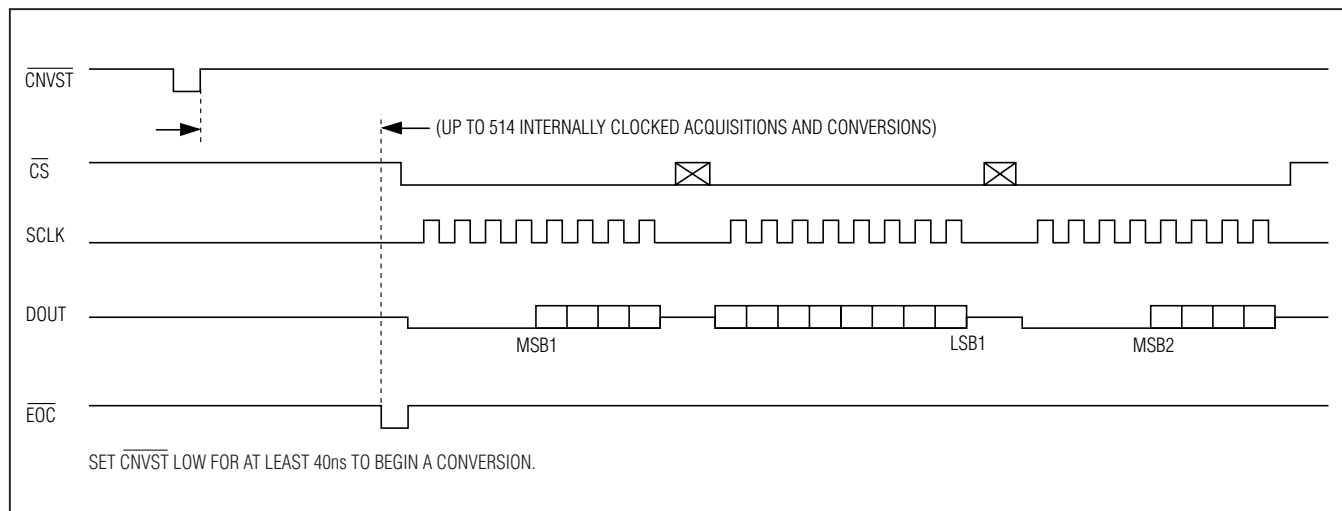 CNVST
(UP TO 514 INTERNALLY CLOCKED ACQUISITIONS AND CONVERSIONS)
CS
SCLK
DOUT
MSB1
LSB1
MSB2
EOC
SET CNVST LOW FOR AT LEAST 40ns TO BEGIN A CONVERSION.